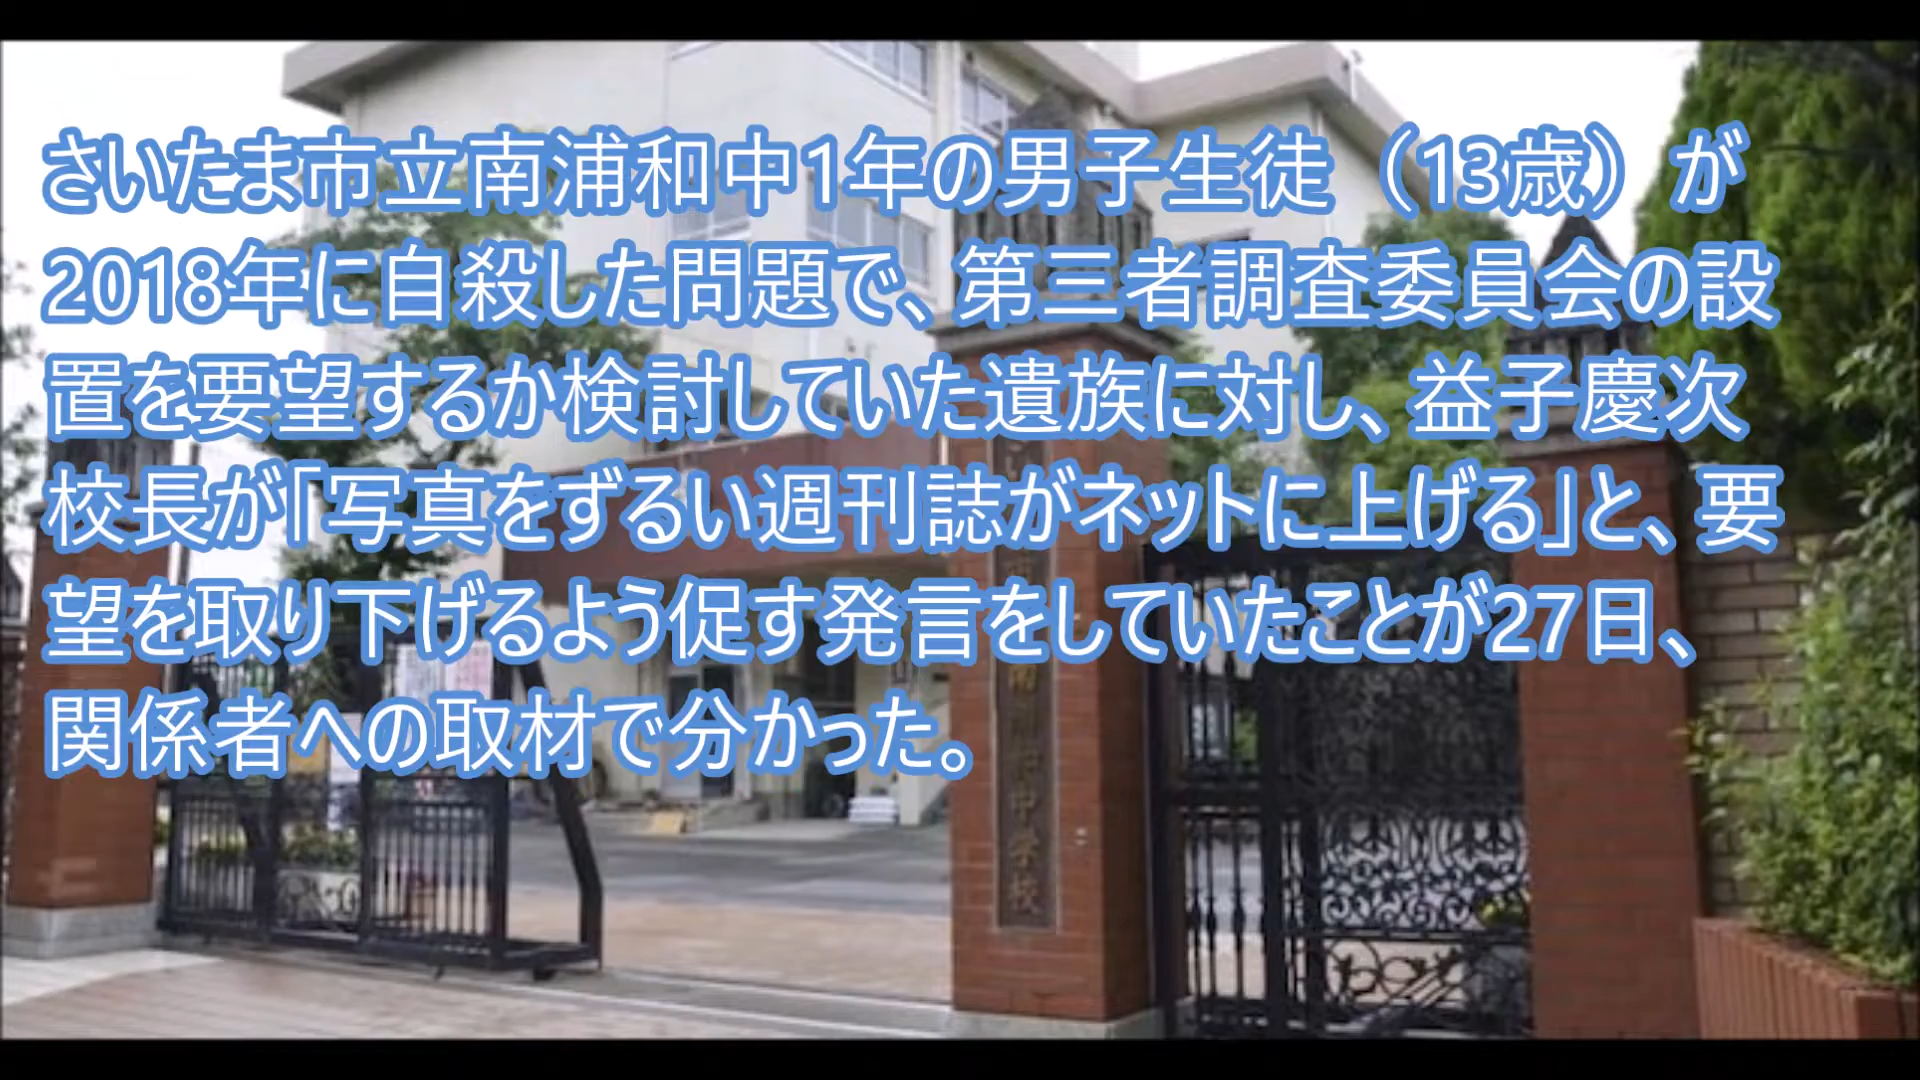 さいたま市立南浦和中1年の男子生徒（13歳）が
2018年に自殺した問題で、第三者調査委員会の設
置を要望するか検討していた遺族に対し、益子慶次
校長が「写真をずるい週刊誌がネットに上げる」と、要
望を取り下げるよう促す発言をしていたことが27日、
関係者への取材で分かった。
中学校